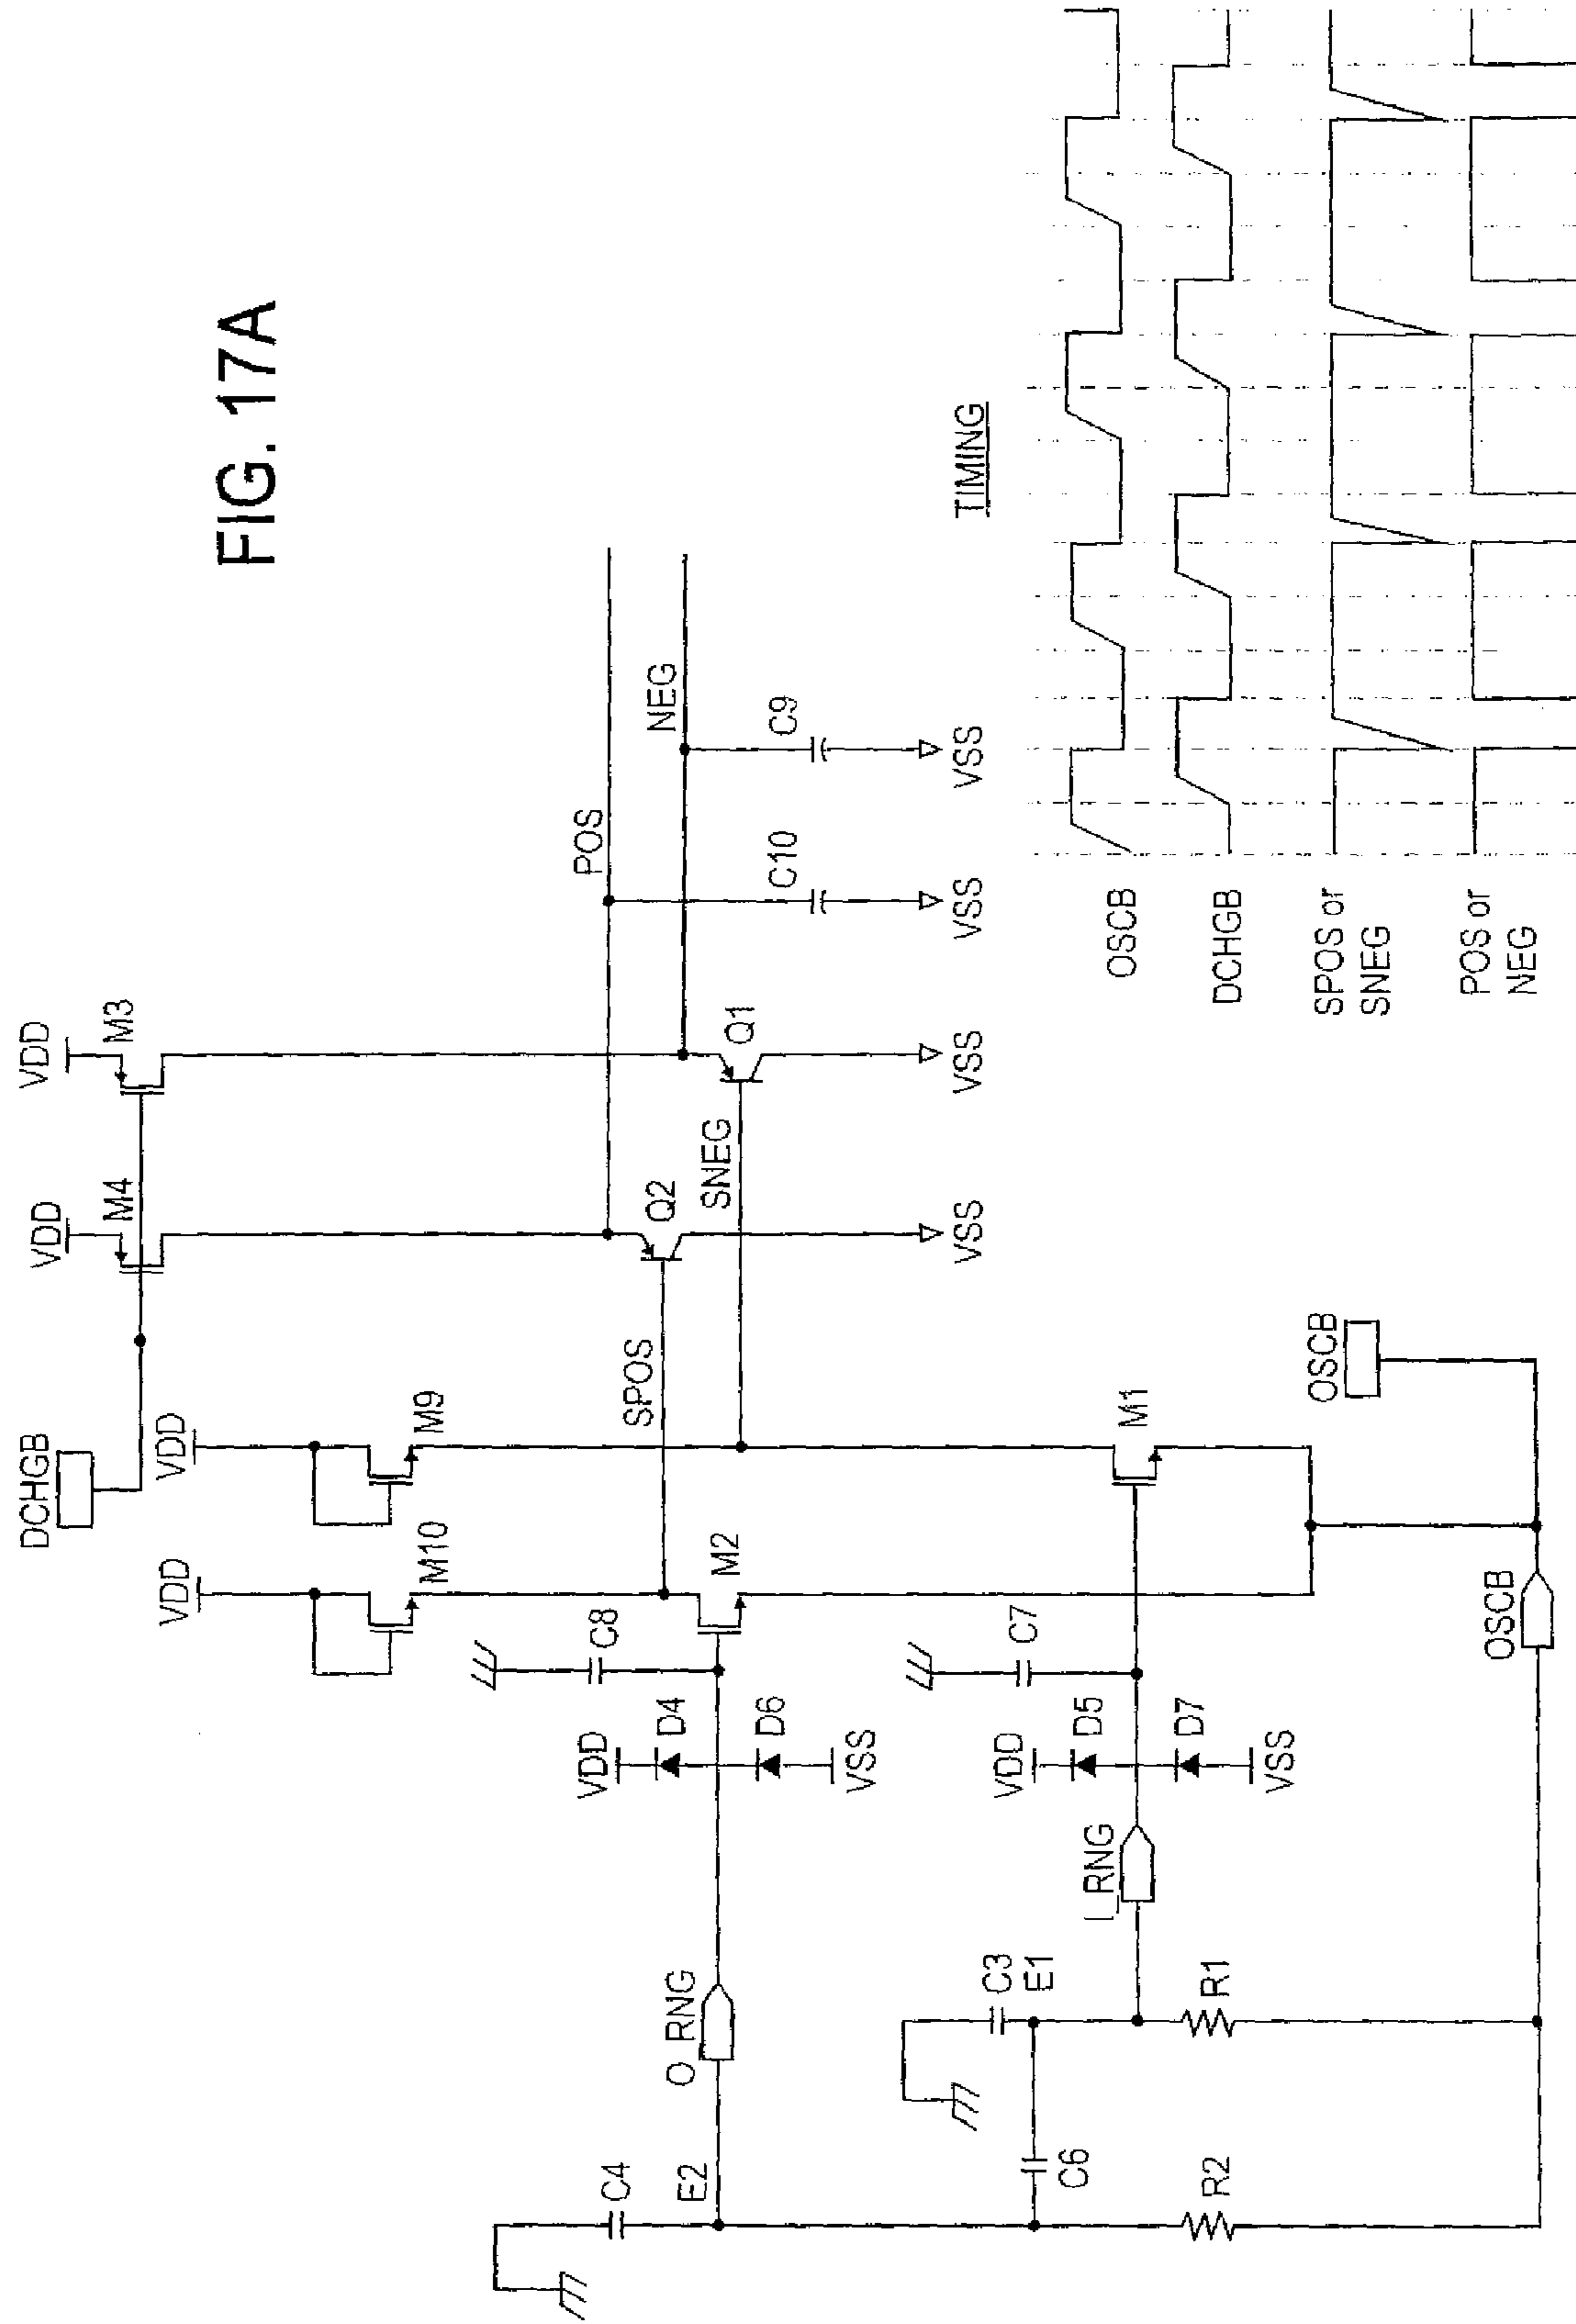 FIG. 17A
DCHGB
VDD
M4
VDD
M3
VDD
M10
VDD
M9
POS
NEG
SPOS
Q2
SNEG
Q1
C10
C9
VSS
VSS
VSS
VSS
C4
E2
O_RNG
VDD
D4
D6
VSS
C8
M2
C3
E1
C6
R2
R1
I_RNG
VDD
D5
D7
VSS
C7
M1
OSCB
OSCB
TIMING
OSCB
DCHGB
SPOS or
SNEG
POS or
NEG